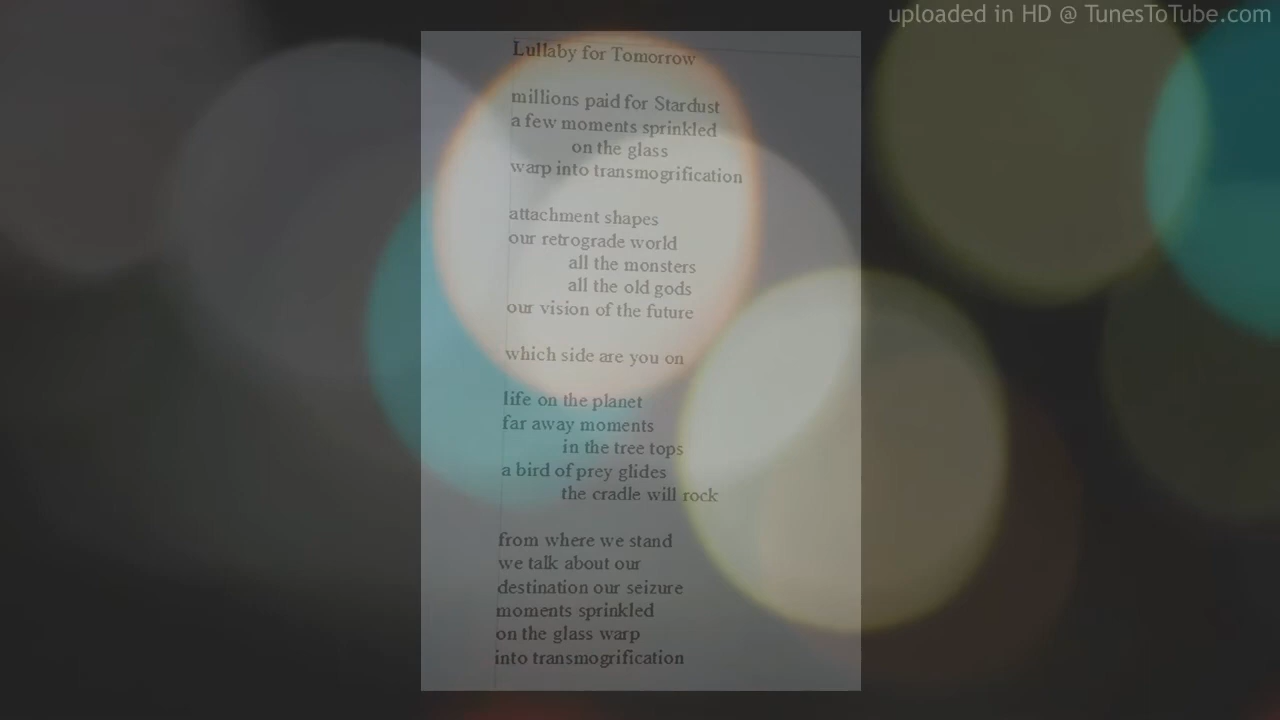 uploaded in HD @ TunesToTube.com
Lullaby for Tomorrow
millions paid for Stardust
a few moments sprinkled
on the glass
warp into transmogrification
attachment shapes
our retrograde world
all the monsters
all the old gods
our vision of the future
which side are you on
life on the planet
far away moments
in the tree tops
a bird of prey glides
the cradle will rock
from where we stand
we talk about our
destination our seizure
moments sprinkled
on the glass warp
into transmogrification